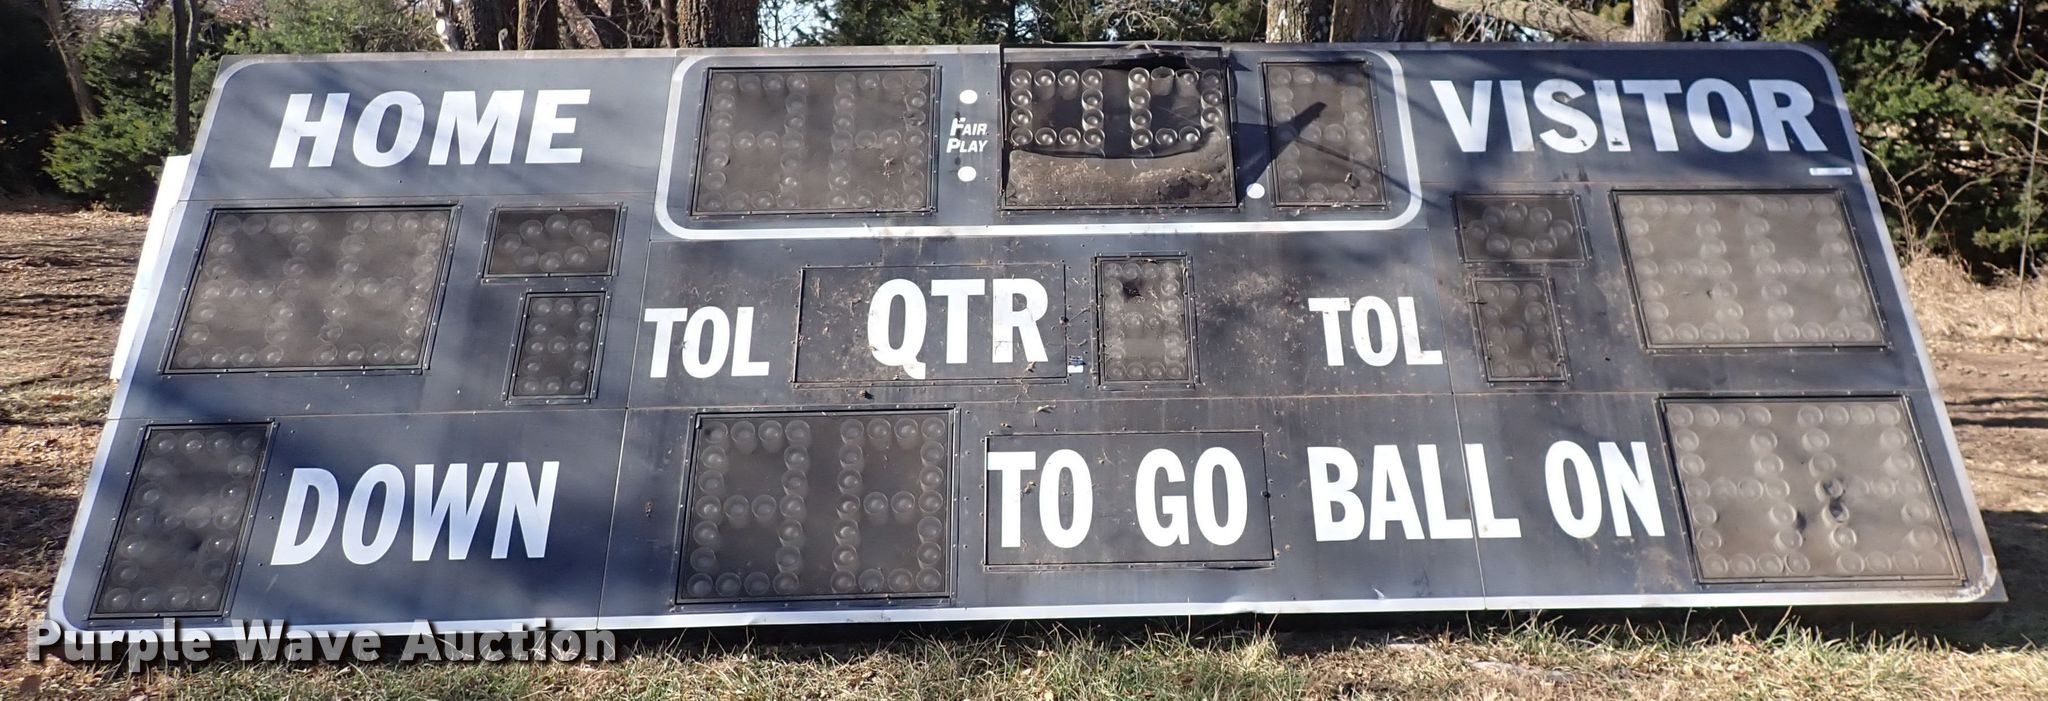 HOME
FAIR
PLAY
VISITOR
TOL
QTR
TOL
DOWN
TO GO
BALL ON
Purple Wave Auction